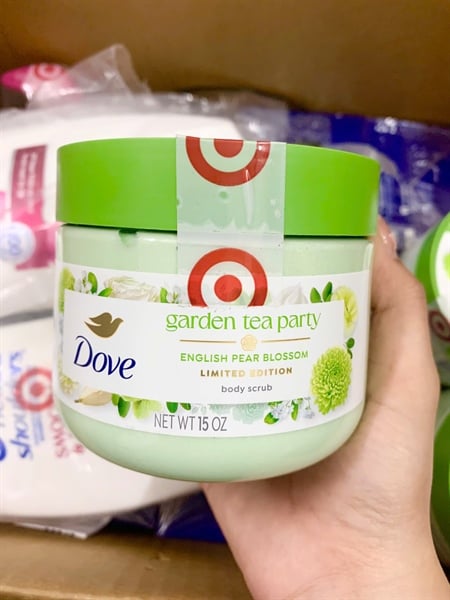 garden tea party
Dove
ENGLISH PEAR BLOSSOM
LIMITED EDITION
body scrub
NET WT 15 OZ